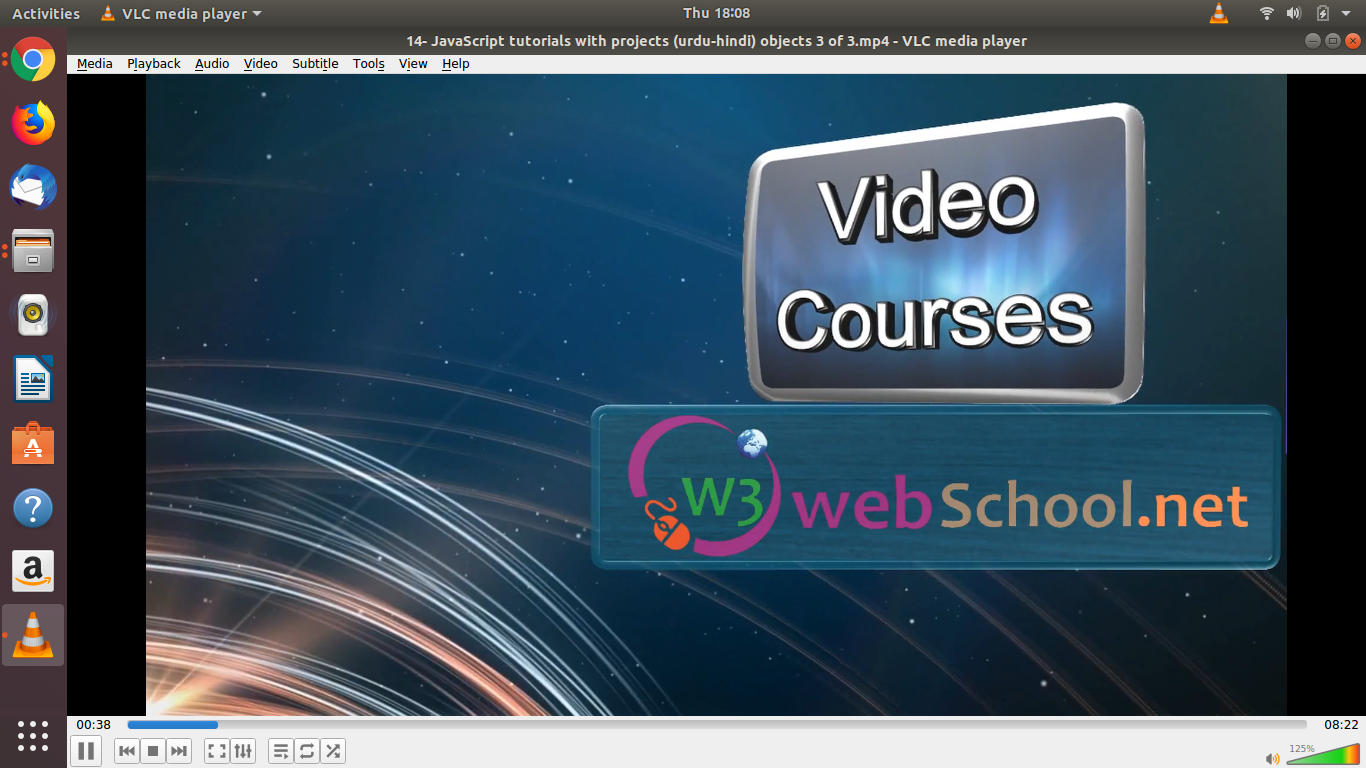 Activities VLC media player Thu 18:08
14- JavaScript tutorials with projects (urdu-hindi) objects 3 of 3.mp4 - VLC media player
Media Playback Audio Video Subtitle Tools View Help
Video
Courses
W3 webSchool.net
A
?
a
00:38 08:22
125%